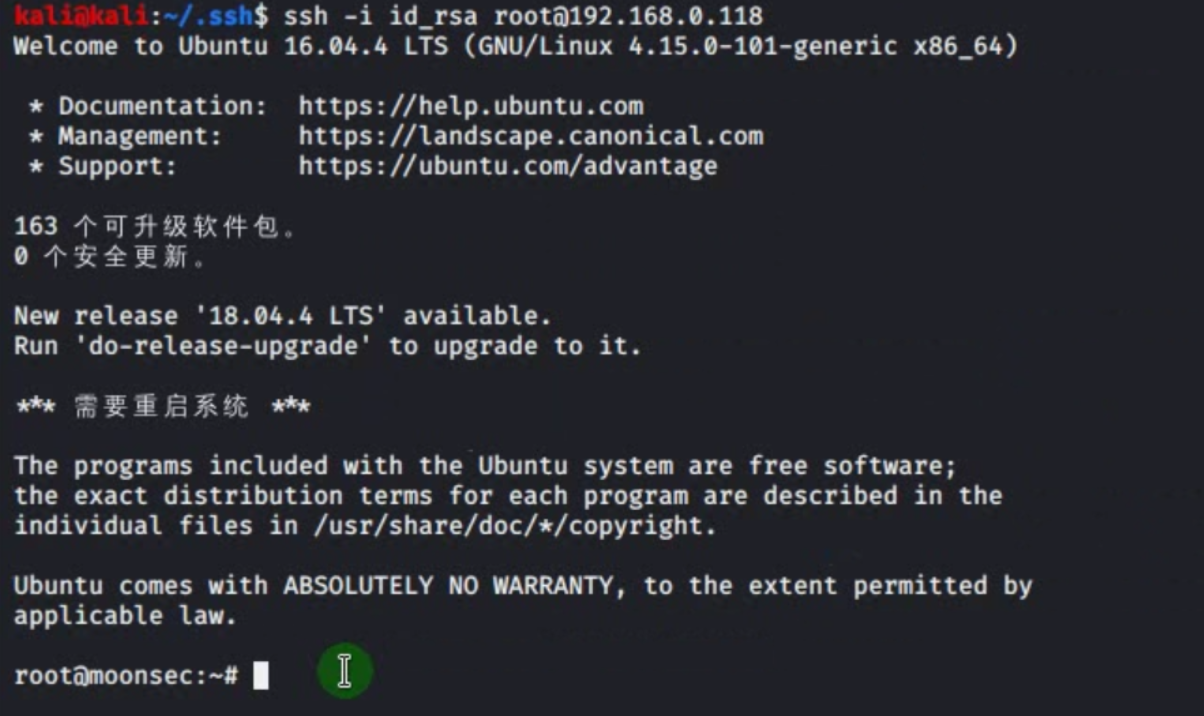 kali@kali:~/.ssh$ ssh -i id_rsa root@192.168.0.118
Welcome to Ubuntu 16.04.4 LTS (GNU/Linux 4.15.0-101-generic x86_64)
* Documentation: https://help.ubuntu.com
* Management: https://landscape.canonical.com
* Support: https://ubuntu.com/advantage
163 个可升级软件包。
0 个安全更新。
New release '18.04.4 LTS' available.
Run 'do-release-upgrade' to upgrade to it.
*** 需要重启系统 ***
The programs included with the Ubuntu system are free software;
the exact distribution terms for each program are described in the
individual files in /usr/share/doc/*/copyright.
Ubuntu comes with ABSOLUTELY NO WARRANTY, to the extent permitted by
applicable law.
root@moonsec:~#